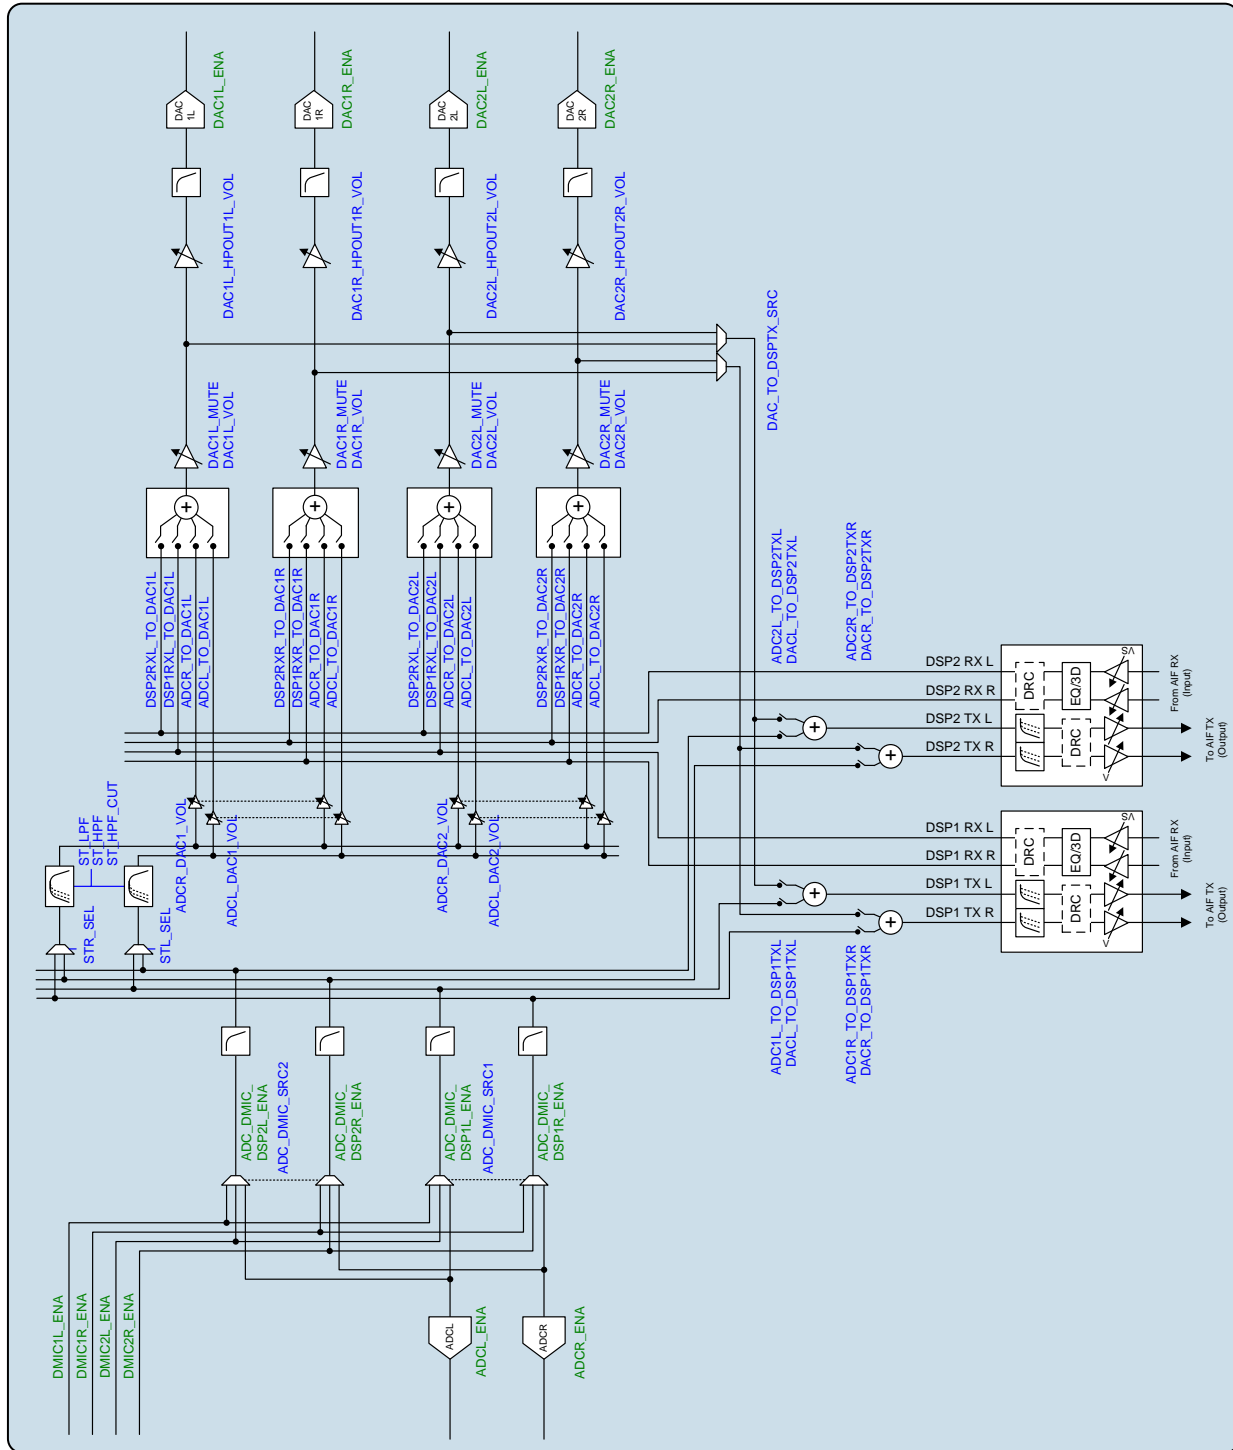 DAC
1L
DAC1L_ENA
DAC
1R
DAC1R_ENA
DAC
2L
DAC2L_ENA
DAC
2R
DAC2R_ENA
DAC1L_HPOUT1L_VOL
DAC1R_HPOUT1R_VOL
DAC2L_HPOUT2L_VOL
DAC2R_HPOUT2R_VOL
DAC_TO_DSPTX_SRC
DAC1L_MUTE
DAC1L_VOL
DAC1R_MUTE
DAC1R_VOL
DAC2L_MUTE
DAC2L_VOL
DAC2R_MUTE
DAC2R_VOL
+
+
+
+
DSP2RXL_TO_DAC1L
DSP1RXL_TO_DAC1L
ADCR_TO_DAC1L
ADCL_TO_DAC1L
DSP2RXR_TO_DAC1R
DSP1RXR_TO_DAC1R
ADCR_TO_DAC1R
ADCL_TO_DAC1R
DSP2RXL_TO_DAC2L
DSP1RXL_TO_DAC2L
ADCR_TO_DAC2L
ADCL_TO_DAC2L
DSP2RXR_TO_DAC2R
DSP1RXR_TO_DAC2R
ADCR_TO_DAC2R
ADCL_TO_DAC2R
ADC2L_TO_DSP2TXL
DACL_TO_DSP2TXL
ADC2R_TO_DSP2TXR
DACR_TO_DSP2TXR
DSP2 RX L
DSP2 RX R
DSP2 TX L
DSP2 TX R
+
+
DRC
EQ/3D
VS
DRC
V
From AIF RX
(Input)
To AIF TX
(Output)
ST_LPF
ST_HPF
ST_HPF_CUT
STR_SEL
STL_SEL
ADCR_DAC1_VOL
ADCL_DAC1_VOL
ADCR_DAC2_VOL
ADCL_DAC2_VOL
DSP1 RX L
DSP1 RX R
DSP1 TX L
DSP1 TX R
+
+
DRC
EQ/3D
VS
DRC
V
From AIF RX
(Input)
To AIF TX
(Output)
ADC1L_TO_DSP1TXL
DACL_TO_DSP1TXL
ADC1R_TO_DSP1TXR
DACR_TO_DSP1TXR
ADC_DMIC_
DSP2L_ENA
ADC_DMIC_SRC2
ADC_DMIC_
DSP2R_ENA
ADC_DMIC_
DSP1L_ENA
ADC_DMIC_SRC1
ADC_DMIC_
DSP1R_ENA
DMIC1L_ENA
DMIC1R_ENA
DMIC2L_ENA
DMIC2R_ENA
ADCL
ADCL_ENA
ADCR
ADCR_ENA